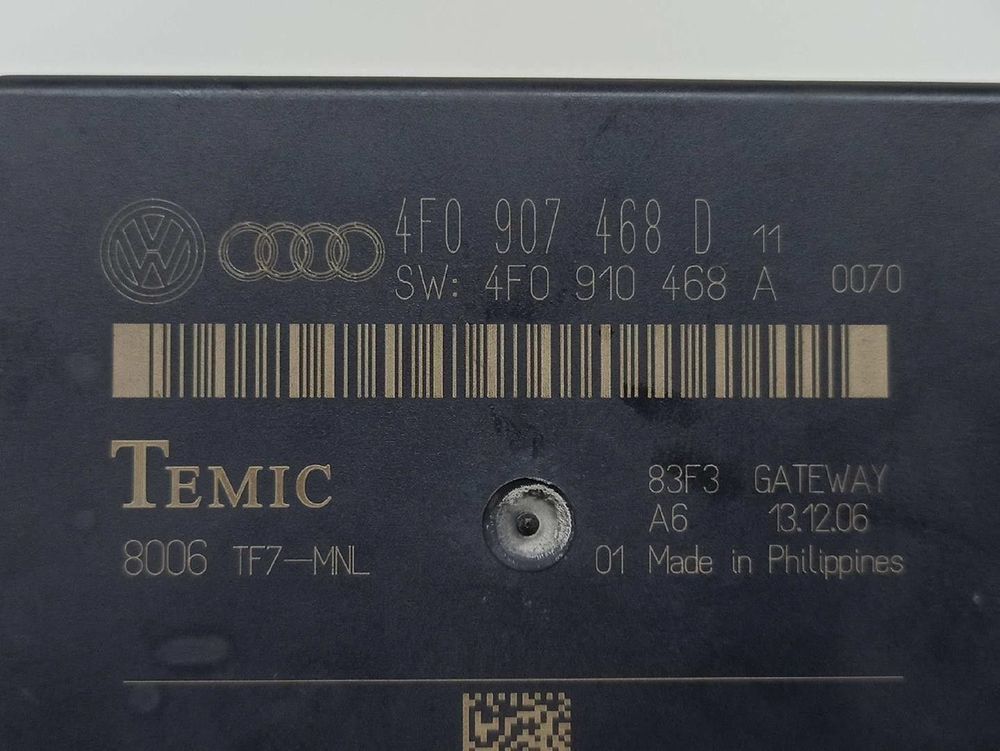 4F0 907 468 D 11
SW: 4F0 910 468 A 0070
TEMIC
83F3 GATEWAY
A6 13.12.06
8006 TF7-MNL
01 Made in Philippines